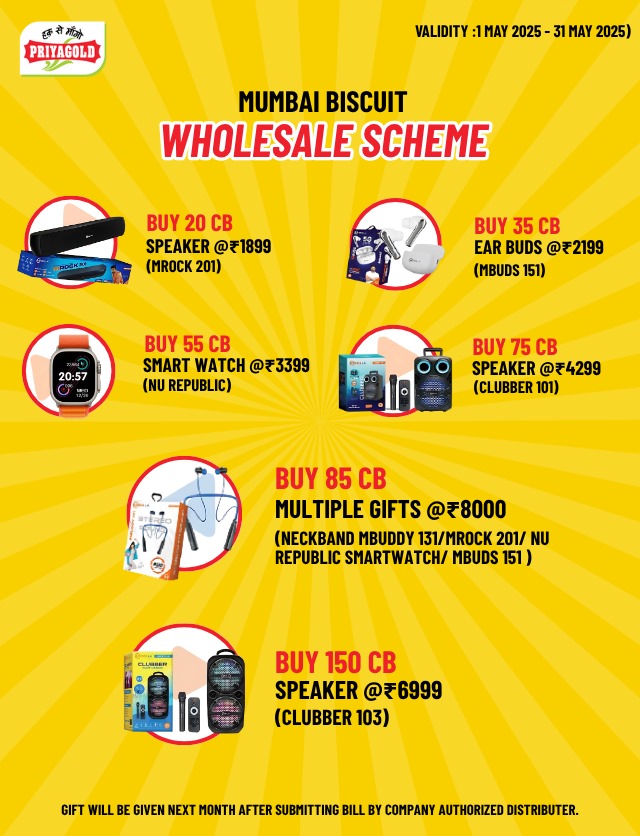 हक से माँगो
PRIYAGOLD
VALIDITY :1 MAY 2025 - 31 MAY 2025)
MUMBAI BISCUIT
WHOLESALE SCHEME
BUY 20 CB
SPEAKER @₹1899
(MROCK 201)
BUY 35 CB
EAR BUDS @₹2199
(MBUDS 151)
BUY 55 CB
SMART WATCH @₹3399
(NU REPUBLIC)
20:57
BUY 75 CB
SPEAKER @₹4299
(CLUBBER 101)
BUY 85 CB
MULTIPLE GIFTS @₹8000
(NECKBAND MBUDDY 131/MROCK 201/ NU
REPUBLIC SMARTWATCH/ MBUDS 151 )
STEREO
BUY 150 CB
SPEAKER @₹6999
(CLUBBER 103)
CLUBBER
GIFT WILL BE GIVEN NEXT MONTH AFTER SUBMITTING BILL BY COMPANY AUTHORIZED DISTRIBUTER.